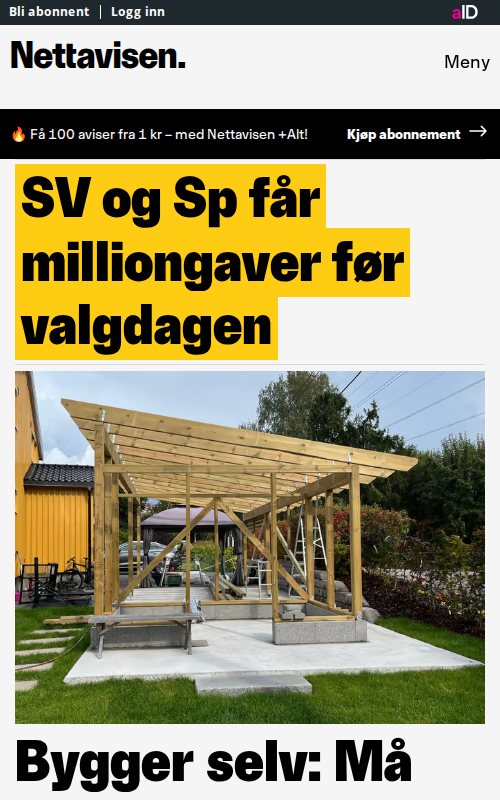 Bli abonnent | Logg inn
aID
Nettavisen.
Meny
🔥 Få 100 aviser fra 1 kr – med Nettavisen +Alt!
Kjøp abonnement →
SV og Sp får
milliongaver før
valgdagen
Bygger selv: Må